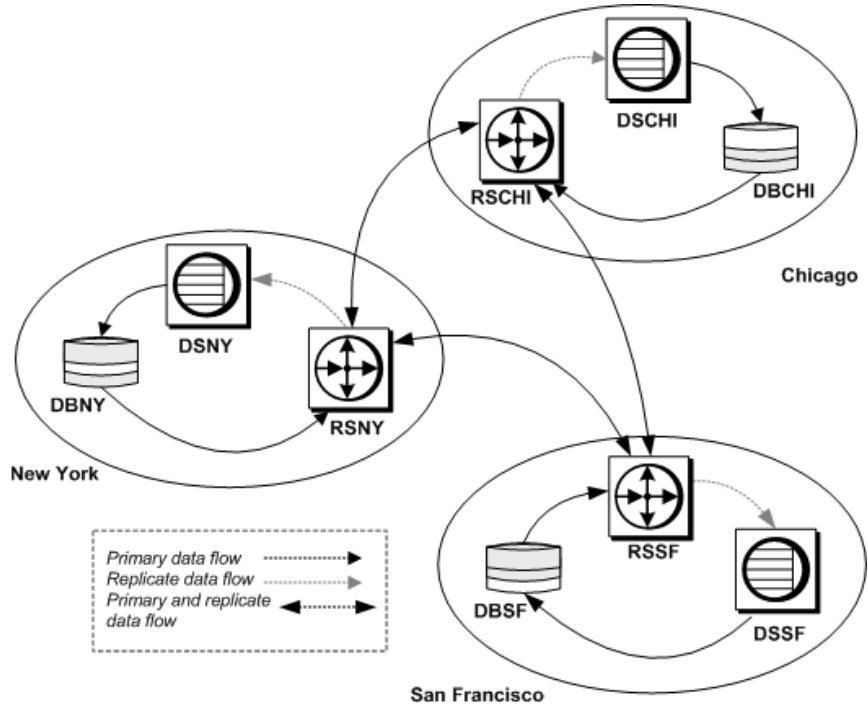 DSCHI
RSCHI
DBCHI
Chicago
DSNY
DBNY
RSNY
New York
RSSF
DBSF
DSSF
San Francisco
Primary data flow
Replicate data flow
Primary and replicate
data flow